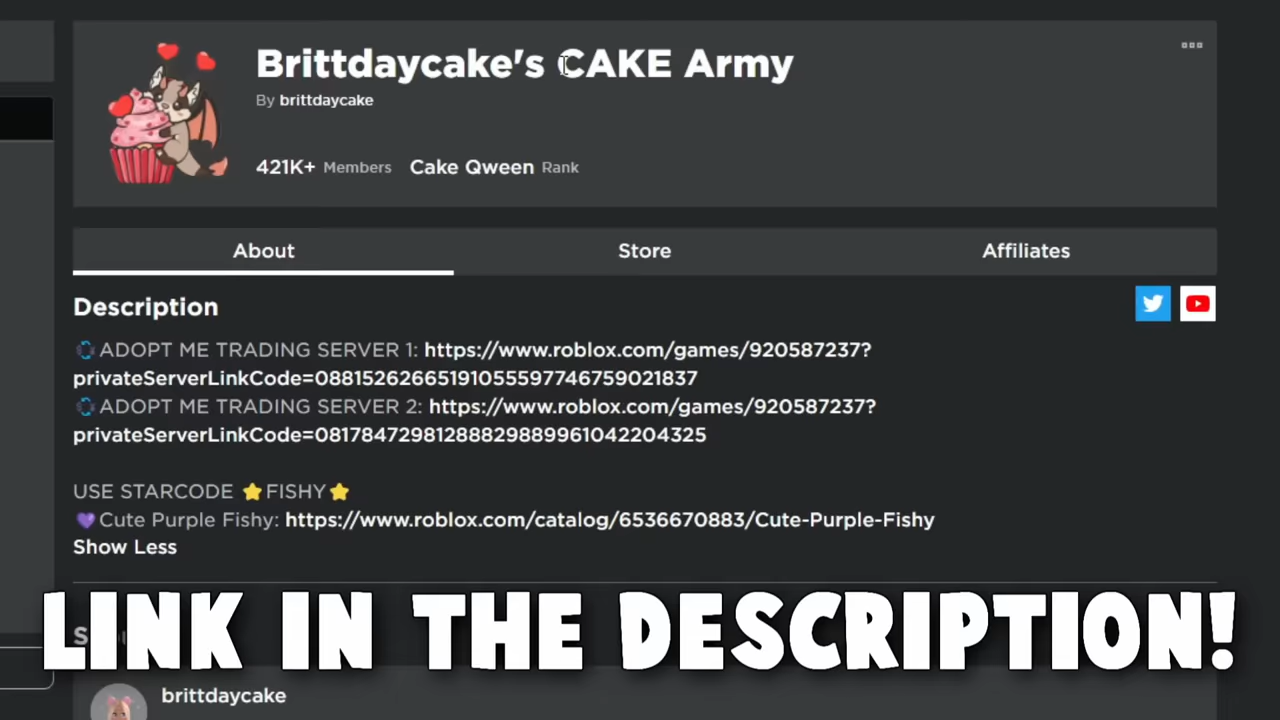 Brittdaycake's CAKE Army
By brittdaycake
421K+ Members Cake Qween Rank
About Store Affiliates
Description
ADOPT ME TRADING SERVER 1: https://www.roblox.com/games/920587237?
privateServerLinkCode=08815262665191055597746759021837
ADOPT ME TRADING SERVER 2: https://www.roblox.com/games/920587237?
privateServerLinkCode=08178472981288829889961042204325
USE STARCODE ⭐FISHY⭐
💜Cute Purple Fishy: https://www.roblox.com/catalog/6536670883/Cute-Purple-Fishy
Show Less
LINK IN THE DESCRIPTION!
brittdaycake